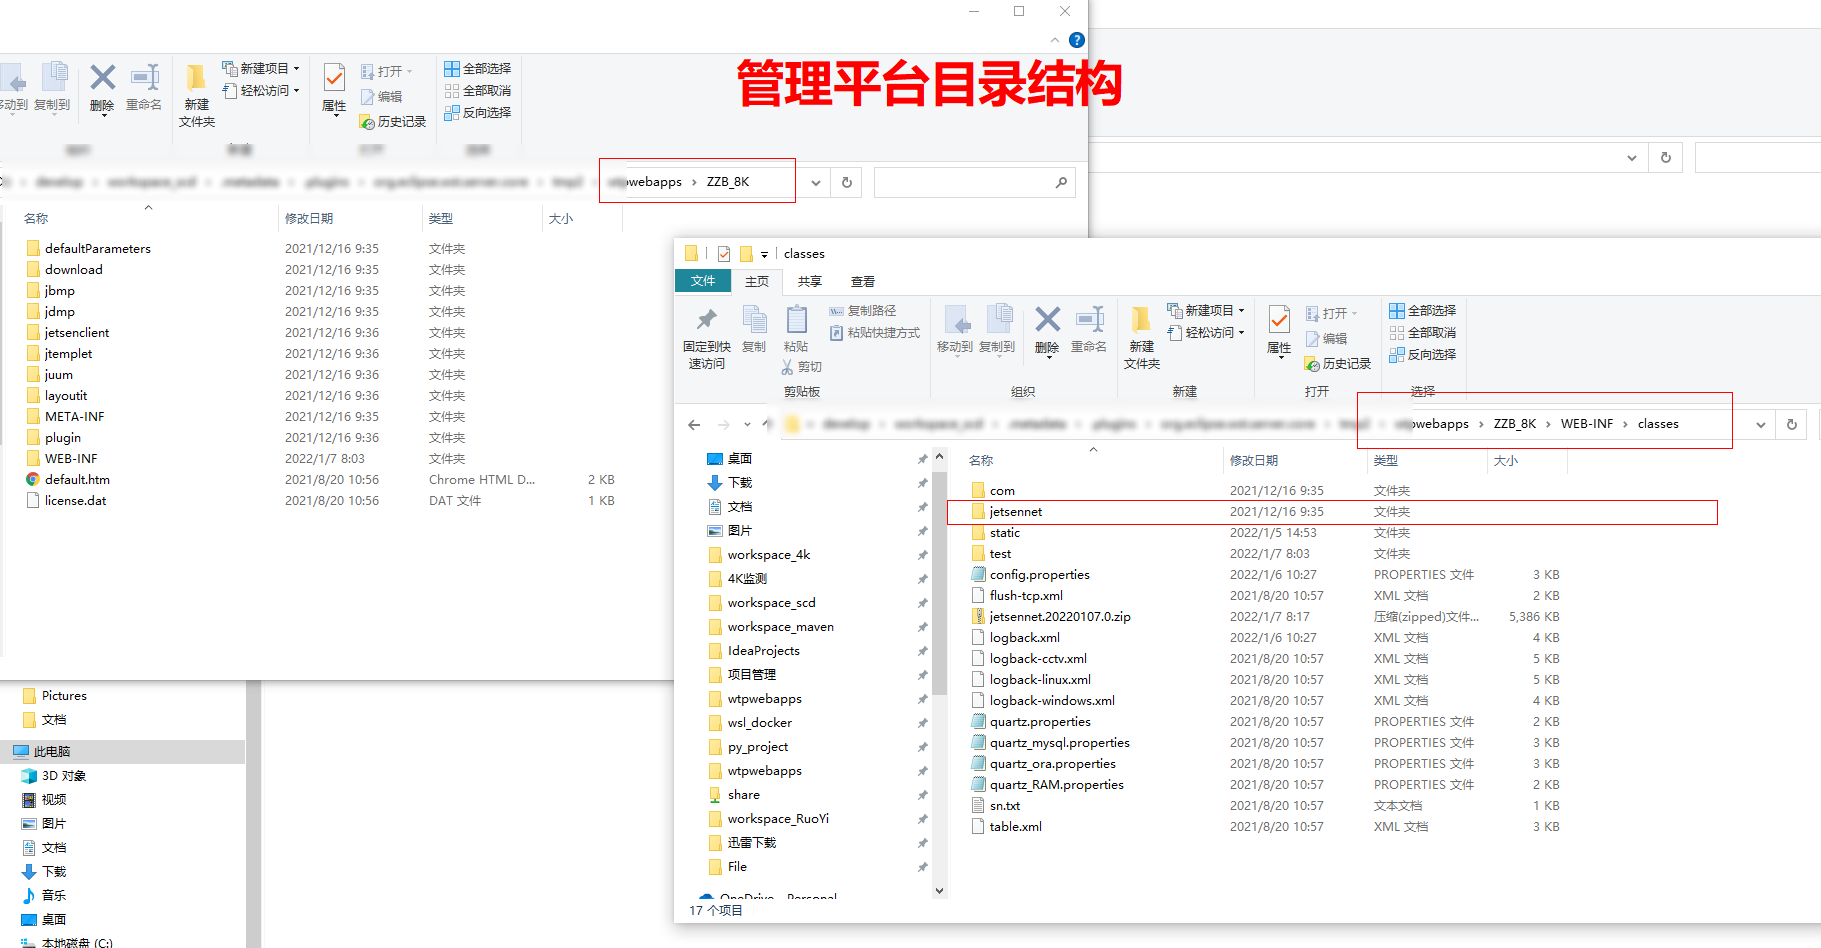 管理平台目录结构
移动到
复制到
删除
重命名
新建
文件夹
新建项目
轻松访问
属性
打开
编辑
历史记录
全部选择
全部取消
反向选择
webapps > ZZB_8K
名称 修改日期 类型 大小
defaultParameters 2021/12/16 9:35 文件夹
download 2021/12/16 9:35 文件夹
jbmp 2021/12/16 9:35 文件夹
jdmp 2021/12/16 9:35 文件夹
jetsenclient 2021/12/16 9:36 文件夹
jtemplet 2021/12/16 9:36 文件夹
juum 2021/12/16 9:36 文件夹
layoutit 2021/12/16 9:36 文件夹
META-INF 2021/12/16 9:35 文件夹
plugin 2021/12/16 9:36 文件夹
WEB-INF 2022/1/7 8:03 文件夹
default.htm 2021/8/20 10:56 Chrome HTML D... 2 KB
license.dat 2021/8/20 10:56 DAT 文件 1 KB
Pictures
文档
此电脑
3D 对象
视频
图片
文档
下载
音乐
桌面
本地磁盘 (C:)
classes
文件 主页 共享 查看
固定到快
速访问
复制
粘贴
复制路径
粘贴快捷方式
剪切
剪贴板
移动到
复制到
删除
重命名
组织
新建
文件夹
新建项目
轻松访问
新建
属性
打开
编辑
历史记录
打开
全部选择
全部取消
反向选择
选择
webapps > ZZB_8K > WEB-INF > classes
桌面
下载
文档
图片
workspace_4k
4K监测
workspace_scd
workspace_maven
IdeaProjects
项目管理
wtpwebapps
wsl_docker
py_project
wtpwebapps
share
workspace_RuoYi
迅雷下载
File
OneDrive - Personal
名称 修改日期 类型 大小
com 2021/12/16 9:35 文件夹
jetsennet 2021/12/16 9:35 文件夹
static 2022/1/5 14:53 文件夹
test 2022/1/7 8:03 文件夹
config.properties 2022/1/6 10:27 PROPERTIES 文件 3 KB
flush-tcp.xml 2021/8/20 10:57 XML 文档 2 KB
jetsennet.20220107.0.zip 2022/1/7 8:17 压缩(zipped)文件... 5,386 KB
logback.xml 2022/1/6 10:27 XML 文档 4 KB
logback-cctv.xml 2021/8/20 10:57 XML 文档 5 KB
logback-linux.xml 2021/8/20 10:57 XML 文档 5 KB
logback-windows.xml 2021/8/20 10:57 XML 文档 4 KB
quartz.properties 2021/8/20 10:57 PROPERTIES 文件 2 KB
quartz_mysql.properties 2021/8/20 10:57 PROPERTIES 文件 3 KB
quartz_ora.properties 2021/8/20 10:57 PROPERTIES 文件 3 KB
quartz_RAM.properties 2021/8/20 10:57 PROPERTIES 文件 2 KB
sn.txt 2021/8/20 10:57 文本文档 1 KB
table.xml 2021/8/20 10:57 XML 文档 3 KB
17 个项目